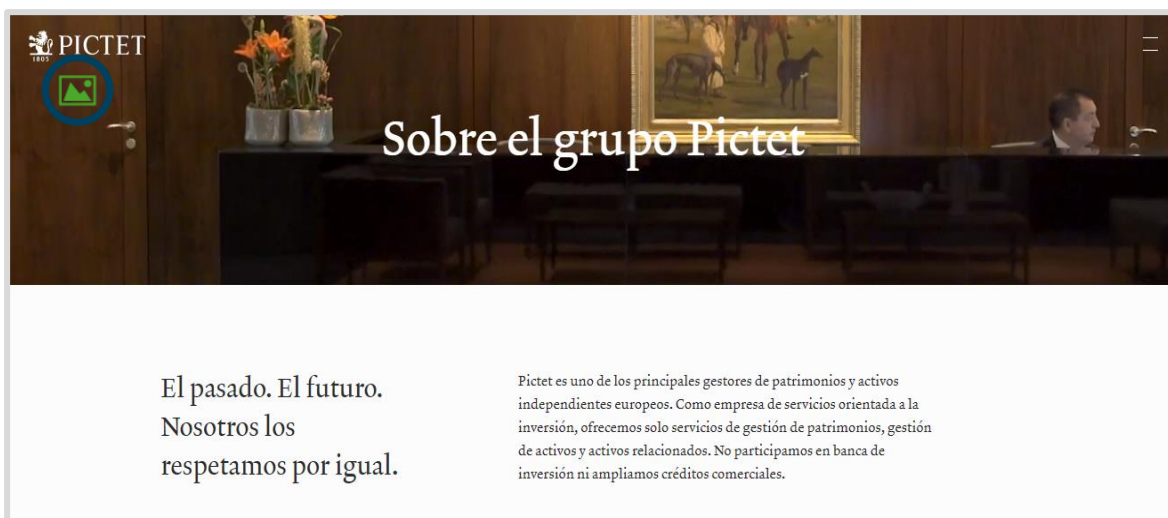 PICTET
1805
Sobre el grupo Pictet
El pasado. El futuro.
Nosotros los
respetamos por igual.
Pictet es uno de los principales gestores de patrimonios y activos
independientes europeos. Como empresa de servicios orientada a la
inversión, ofrecemos solo servicios de gestión de patrimonios, gestión
de activos y activos relacionados. No participamos en banca de
inversión ni ampliamos créditos comerciales.